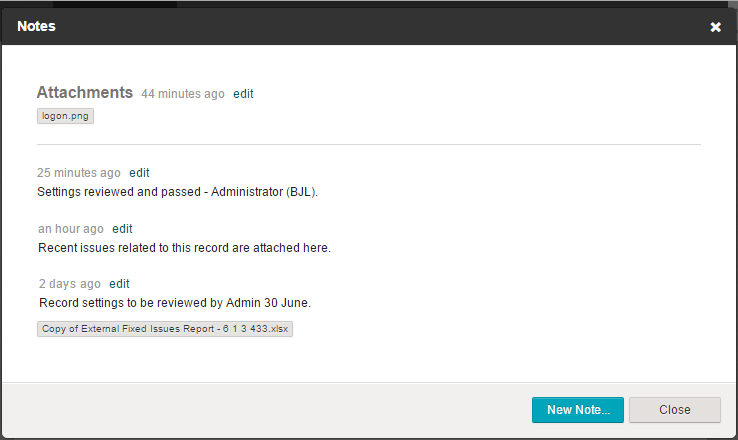 Notes
Attachments 44 minutes ago edit
logon.png
25 minutes ago edit
Settings reviewed and passed - Administrator (BJL).
an hour ago edit
Recent issues related to this record are attached here.
2 days ago edit
Record settings to be reviewed by Admin 30 June.
Copy of External Fixed Issues Report - 6 1 3 433.xlsx
New Note... Close